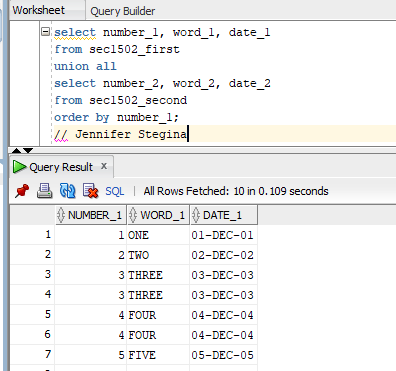 Worksheet Query Builder
select number_1, word_1, date_1
from sec1502_first
union all
select number_2, word_2, date_2
from sec1502_second
order by number_1;
// Jennifer Stegina
Query Result x
SQL | All Rows Fetched: 10 in 0.109 seconds
NUMBER_1 WORD_1 DATE_1
1 1 ONE 01-DEC-01
2 2 TWO 02-DEC-02
3 3 THREE 03-DEC-03
4 3 THREE 03-DEC-03
5 4 FOUR 04-DEC-04
6 4 FOUR 04-DEC-04
7 5 FIVE 05-DEC-05